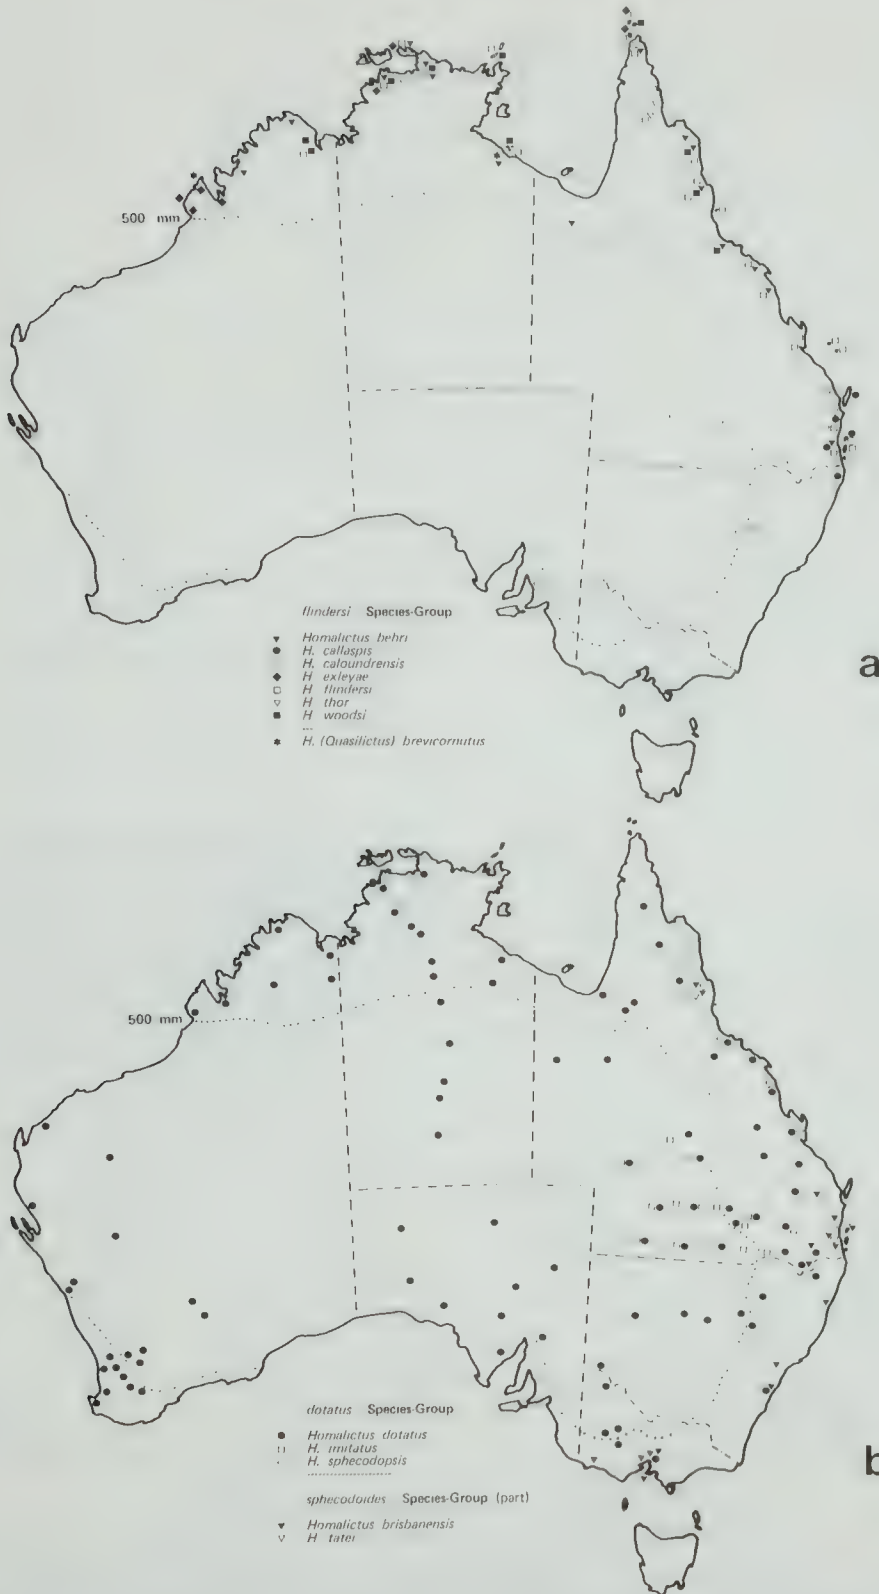 500 mm
flindersi Species-Group
Homalictus behri
H. callaspis
H. caloundrensis
H exleyae
H flindersi
H thor
H woodsi
H. (Quasilictus) brevicornutus
a
500 mm
dotatus Species-Group
Homalictus dotatus
H. imitatus
H. sphecodopsis
sphecodoides Species-Group (part)
Homalictus brisbanensis
H tatei
b